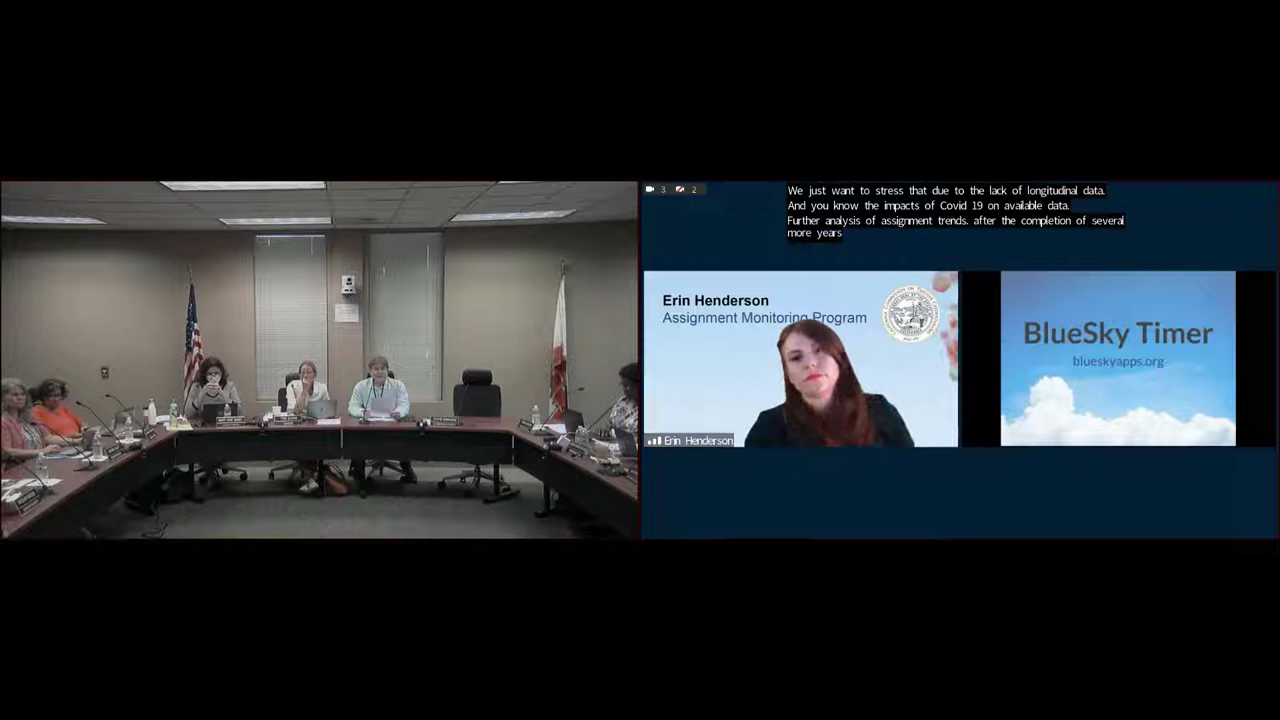 3 2
We just want to stress that due to the lack of longitudinal data.
And you know the impacts of Covid 19 on available data.
Further analysis of assignment trends. after the completion of several
more years
Erin Henderson
Assignment Monitoring Program
Erin Henderson
BlueSky Timer
blueskyapps.org